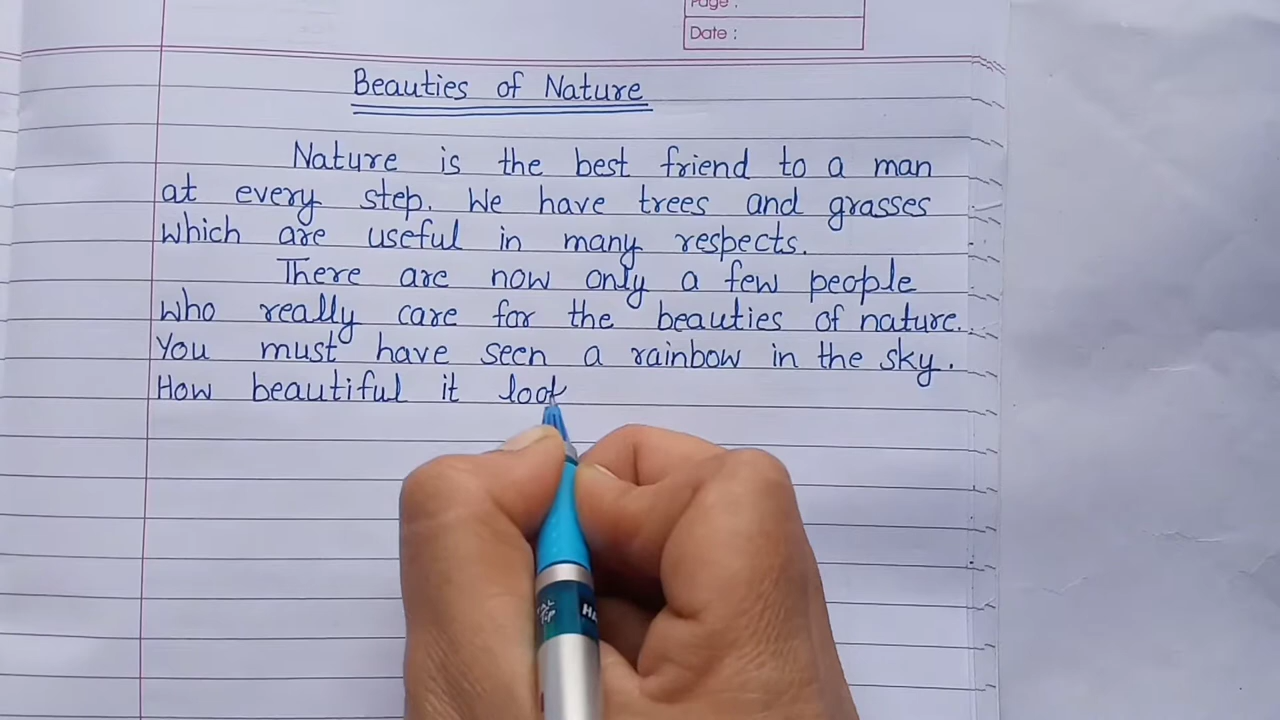 Page :
Date :
Beauties of Nature
Nature is the best friend to a man
at every step. We have trees and grasses
which are useful in many respects.
There are now only a few people
who really care for the beauties of nature.
You must have seen a rainbow in the sky.
How beautiful it look